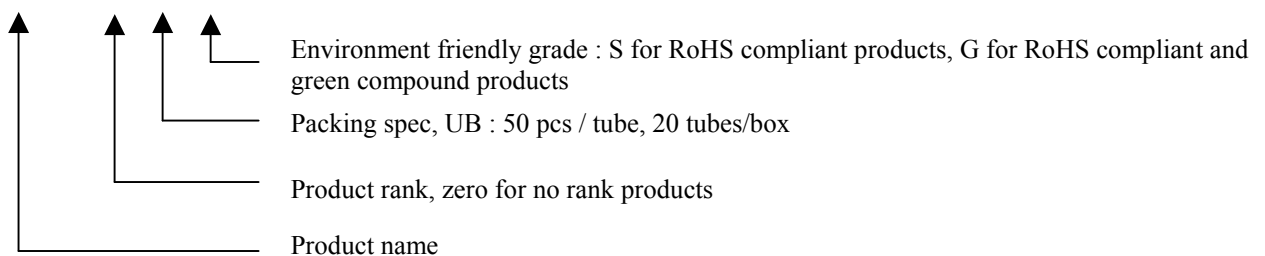 Environment friendly grade : S for RoHS compliant products, G for RoHS compliant and
green compound products
Packing spec, UB : 50 pcs / tube, 20 tubes/box
Product rank, zero for no rank products
Product name